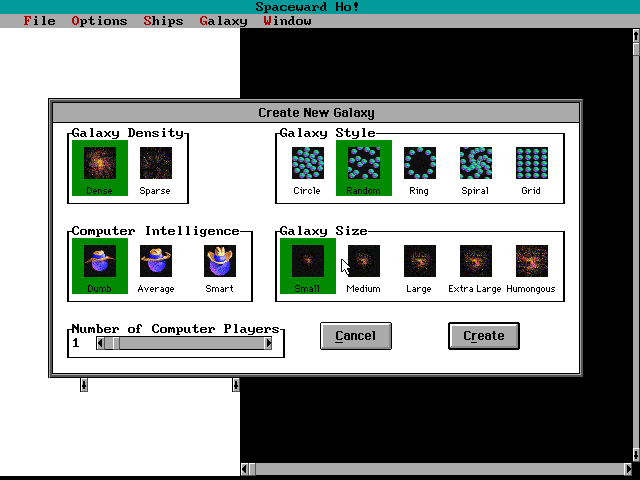 Spaceward Ho!
File Options Ships Galaxy Window
Create New Galaxy
Galaxy Density
Dense Sparse
Galaxy Style
Circle Random Ring Spiral Grid
Computer Intelligence
Dumb Average Smart
Galaxy Size
Small Medium Large Extra Large Humongous
Number of Computer Players
1
Cancel Create